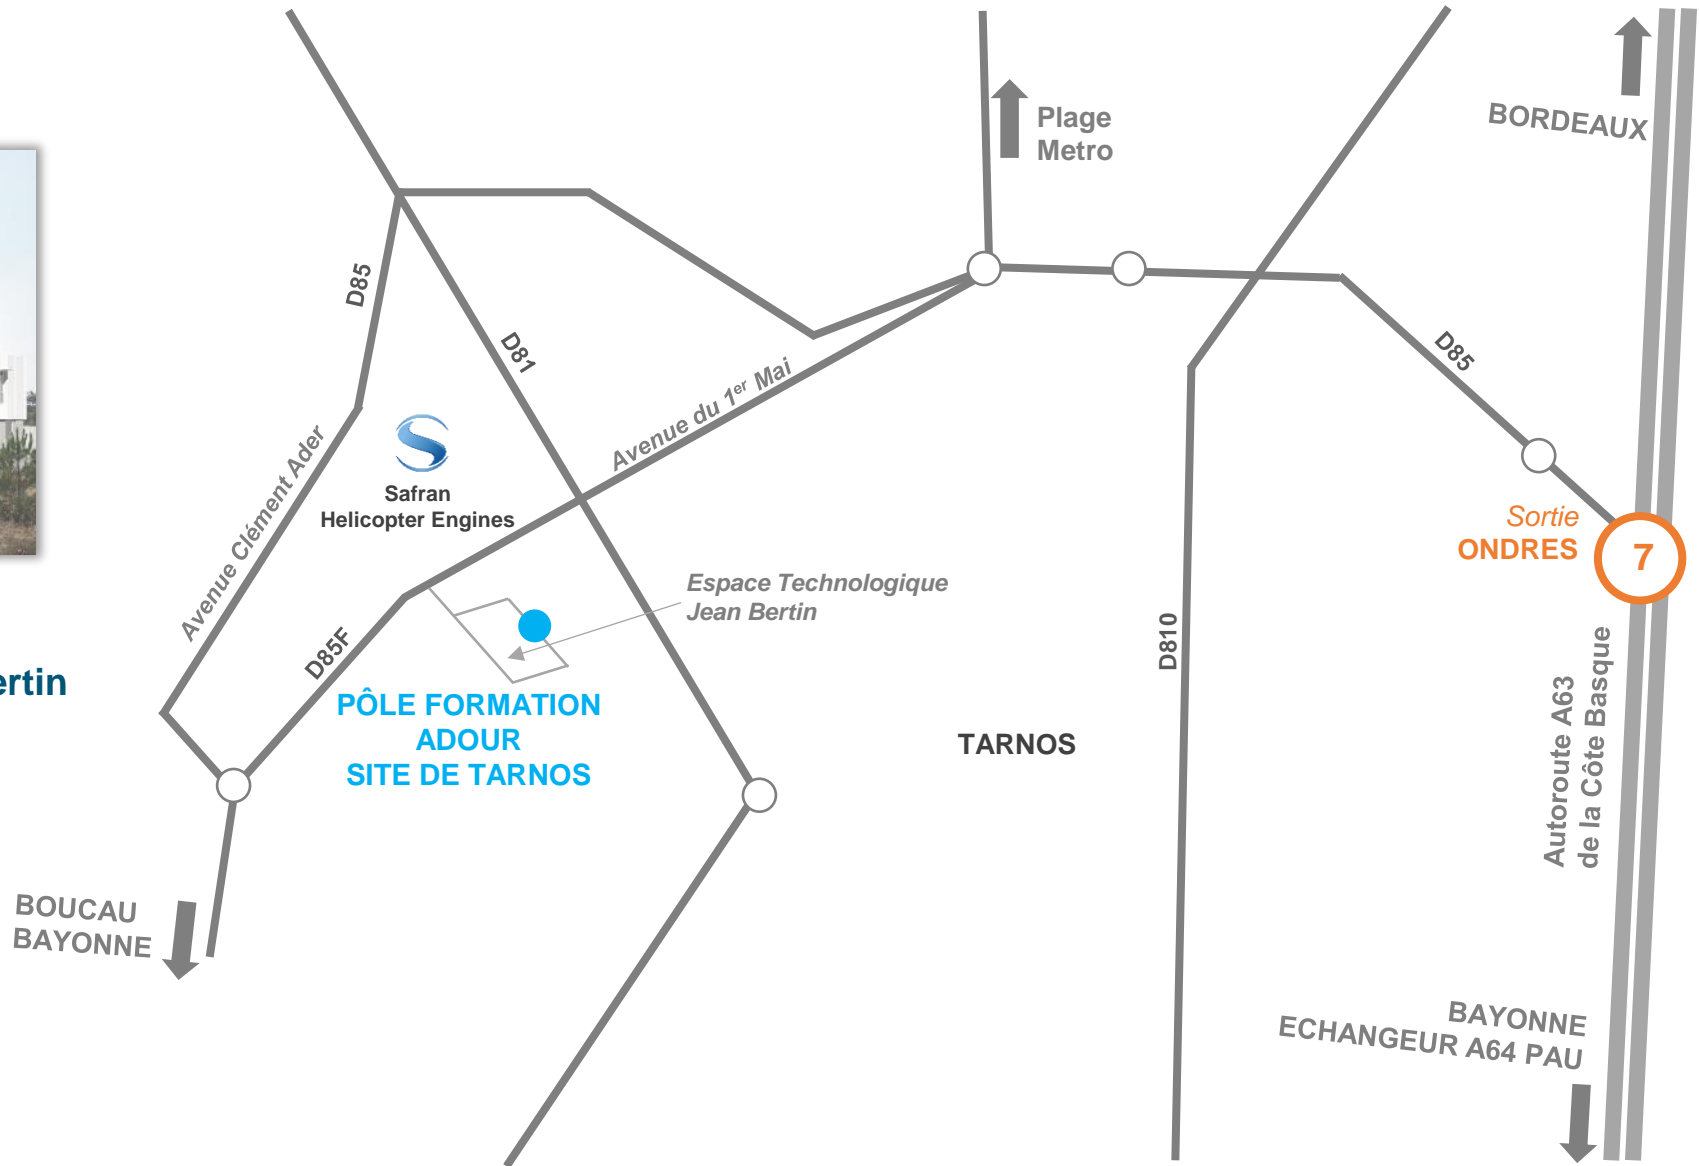 BORDEAUX
Plage
Metro
D85
D81
Avenue du 1er Mai
D85
Avenue Clément Ader
Safran
Helicopter Engines
Sortie
ONDRES
7
Espace Technologique
Jean Bertin
D85F
D810
ertin
PÔLE FORMATION
ADOUR
SITE DE TARNOS
TARNOS
Autoroute A63
de la Côte Basque
BOUCAU
BAYONNE
BAYONNE
ECHANGEUR A64 PAU